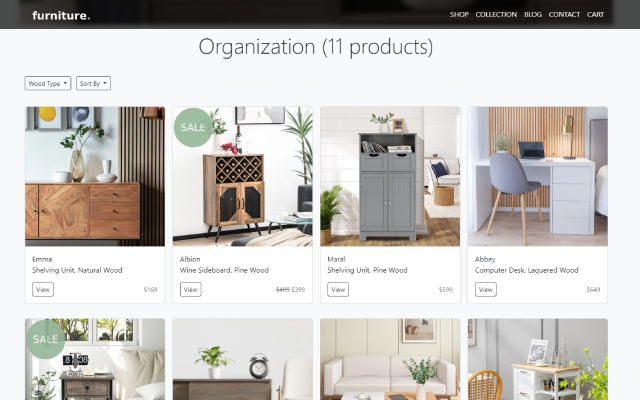 furniture.
SHOP COLLECTION BLOG CONTACT CART
Organization (11 products)
Wood Type
Sort By
SALE
Emma
Shelving Unit, Natural Wood
View
$169
Albion
Wine Sideboard, Pine Wood
View
$499 $399
Maral
Shelving Unit, Pine Wood
View
$599
Abbey
Computer Desk, Laquered Wood
View
$649
SALE